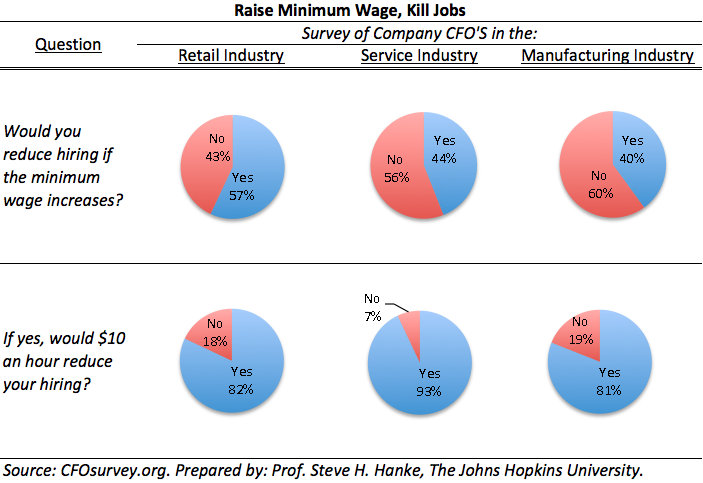 Raise Minimum Wage, Kill Jobs
Question
Survey of Company CFO'S in the:
Retail Industry
Service Industry
Manufacturing Industry
Would you
reduce hiring if
the minimum
wage increases?
No
43%
Yes
57%
No
56%
Yes
44%
No
60%
Yes
40%
If yes, would $10
an hour reduce
your hiring?
No
18%
Yes
82%
No
7%
Yes
93%
No
19%
Yes
81%
Source: CFOsurvey.org. Prepared by: Prof. Steve H. Hanke, The Johns Hopkins University.